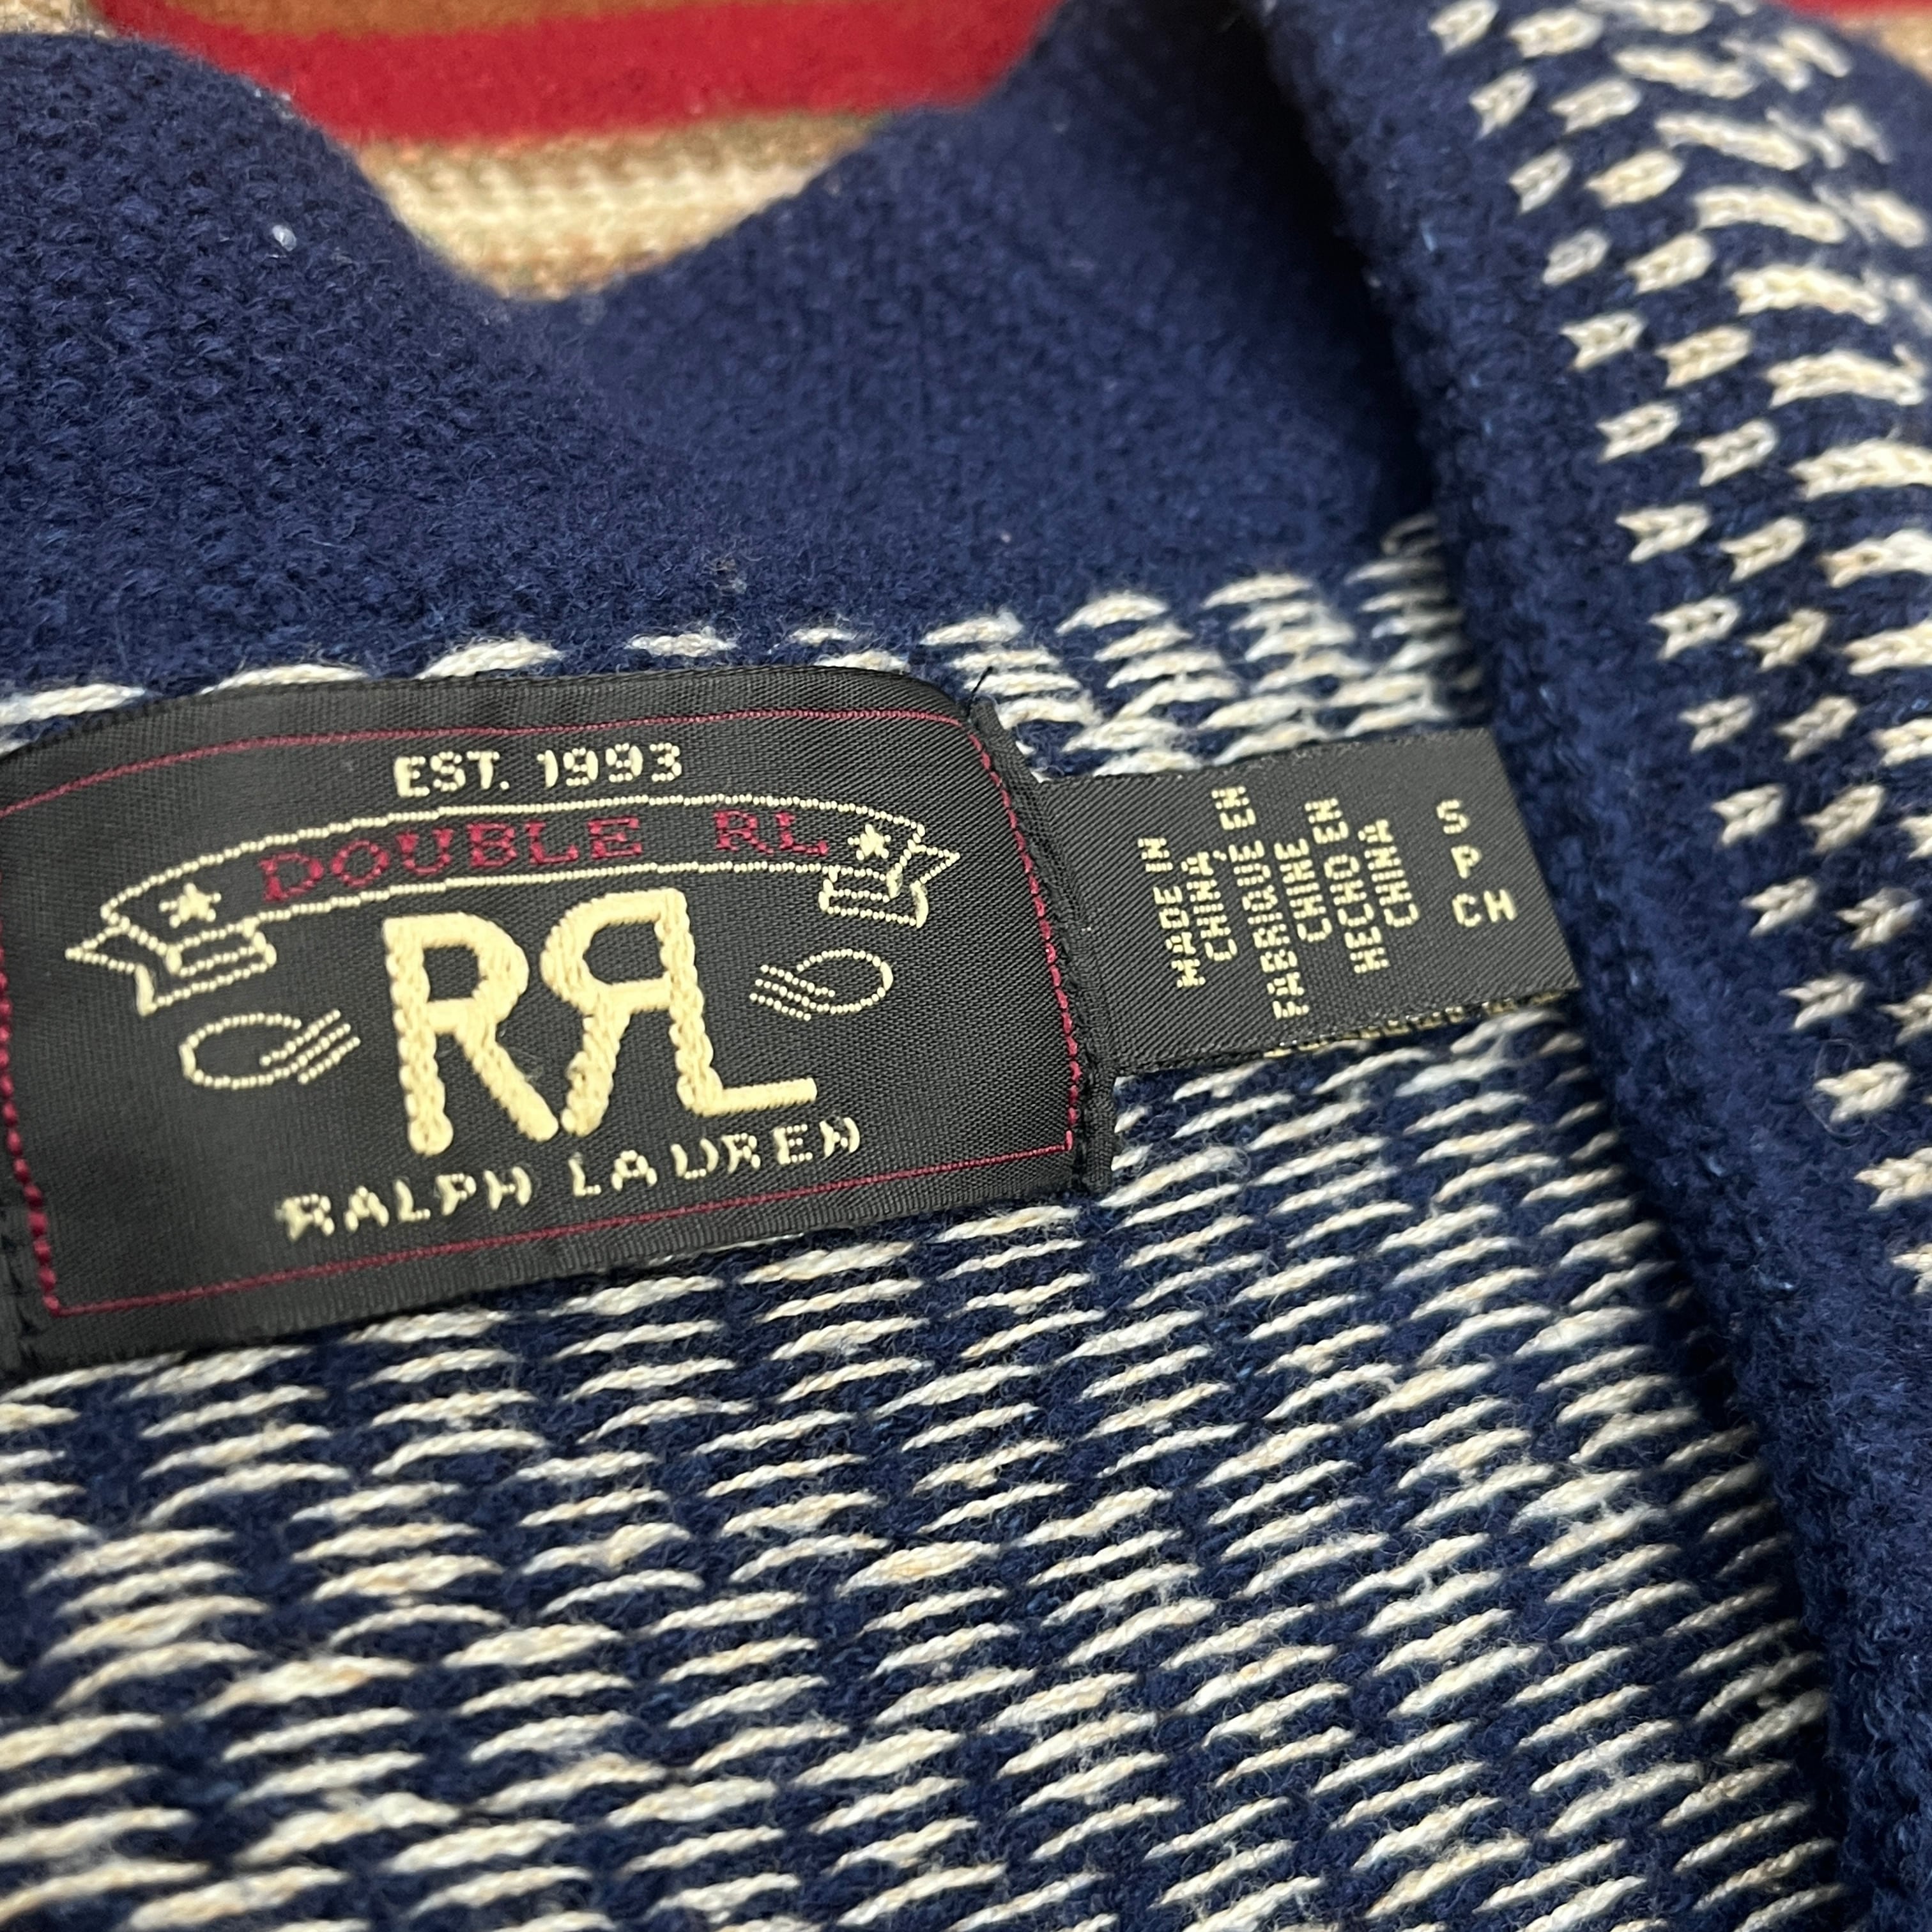 EST. 1993
DOUBLE RL
RRL
RALPH LAUREN
MADE IN
CHINA,
FABRIQUE EN
CHINE
HECHO EN
CHINA
S
P
CH